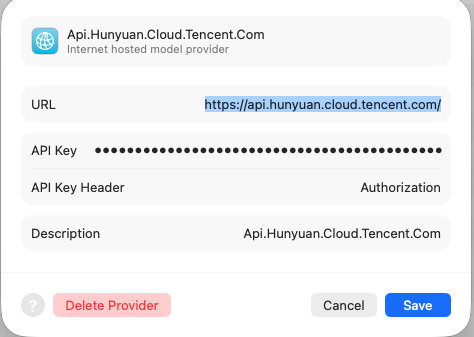 Api.Hunyuan.Cloud.Tencent.Com
Internet hosted model provider
URL https://api.hunyuan.cloud.tencent.com/
API Key ••••••••••••••••••••••••••••••••••••••••••••
API Key Header Authorization
Description Api.Hunyuan.Cloud.Tencent.Com
? Delete Provider Cancel Save